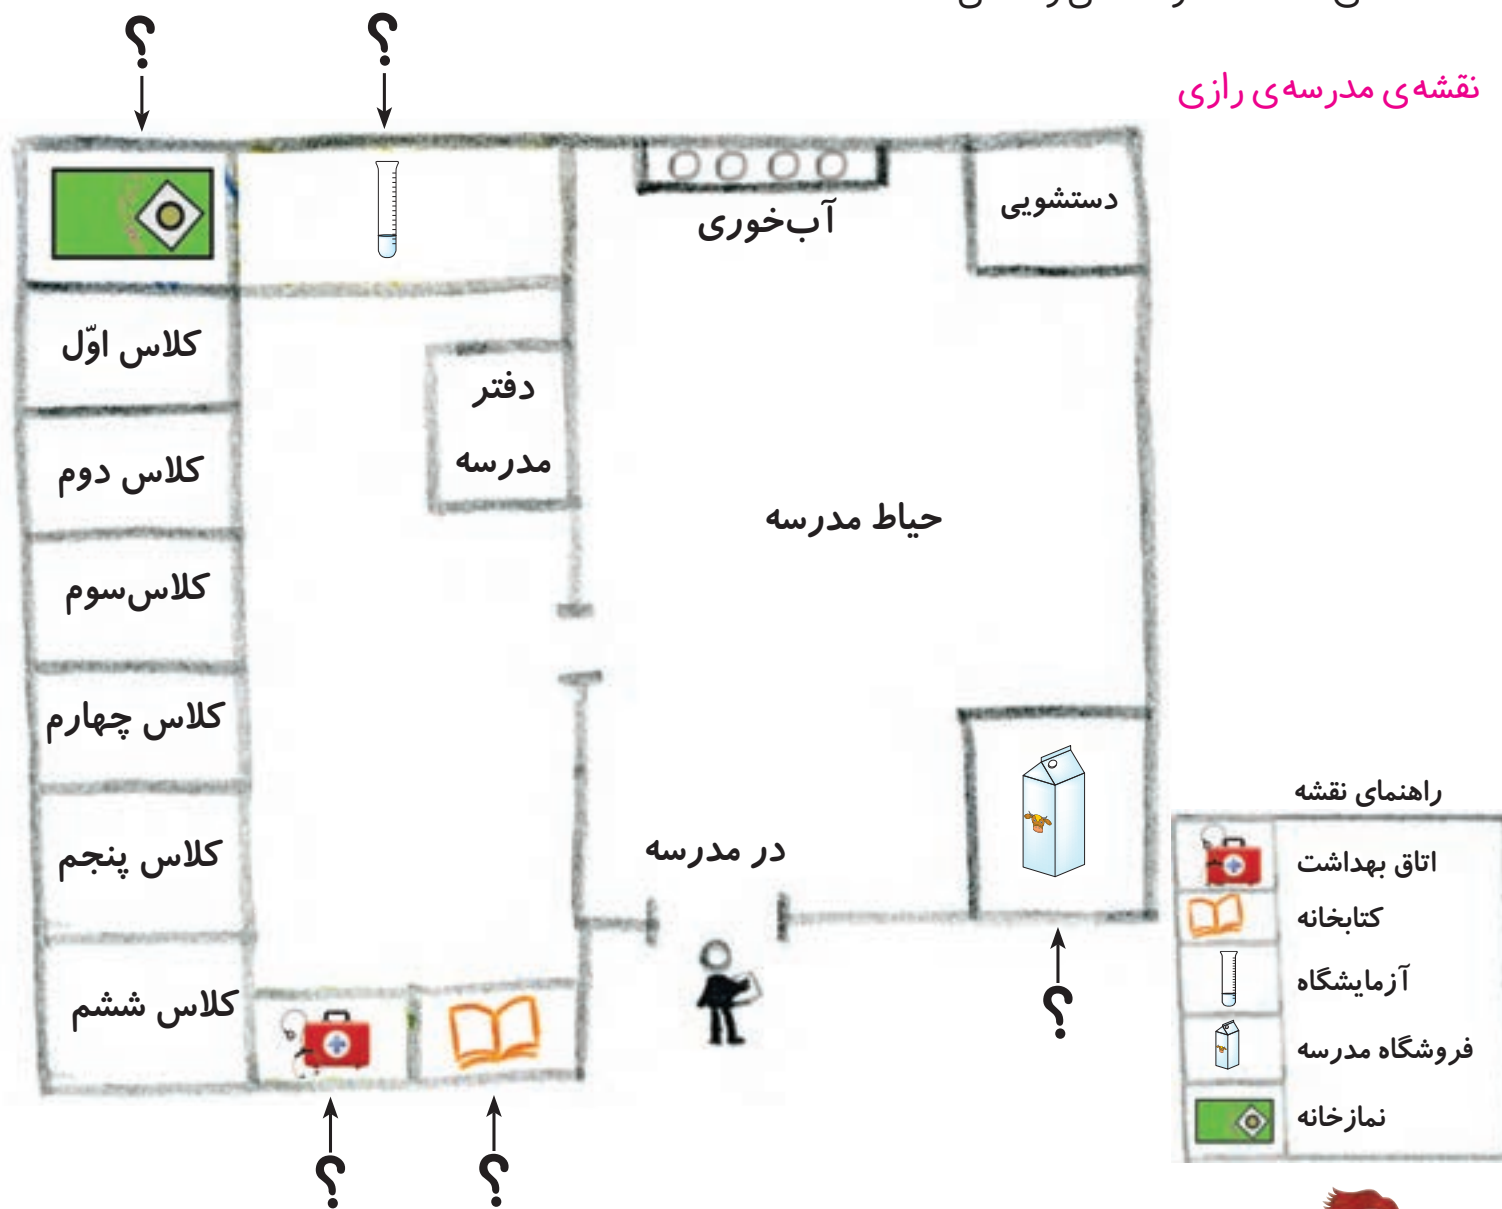 نقشه‌ی مدرسه‌ی رازی
؟
؟
دستشویی
آب‌خوری
کلاس اوّل
دفتر
مدرسه
کلاس دوم
حیاط مدرسه
کلاس سوم
کلاس چهارم
در مدرسه
کلاس پنجم
کلاس ششم
؟
؟
؟
راهنمای نقشه
اتاق بهداشت
کتابخانه
آزمایشگاه
فروشگاه مدرسه
نمازخانه